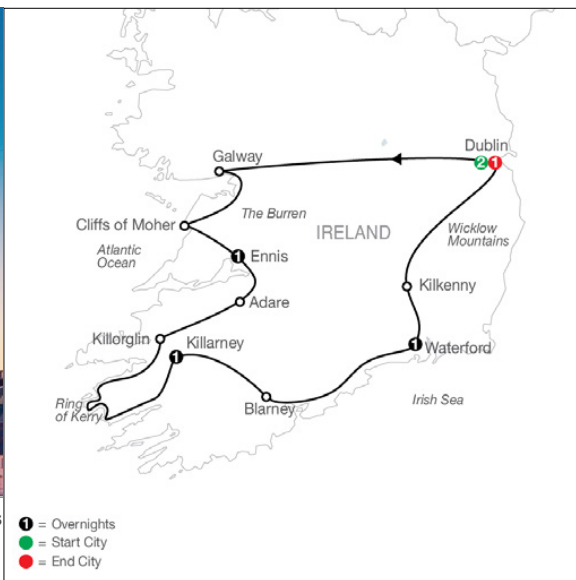 Dublin
2 1
Galway
The Burren
Cliffs of Moher
IRELAND
Wicklow
Mountains
Atlantic
Ocean
1 Ennis
Kilkenny
Adare
Killorglin
Killarney
1
1 Waterford
Ring
of Kerry
Blarney
Irish Sea
s
1 = Overnights
= Start City
= End City